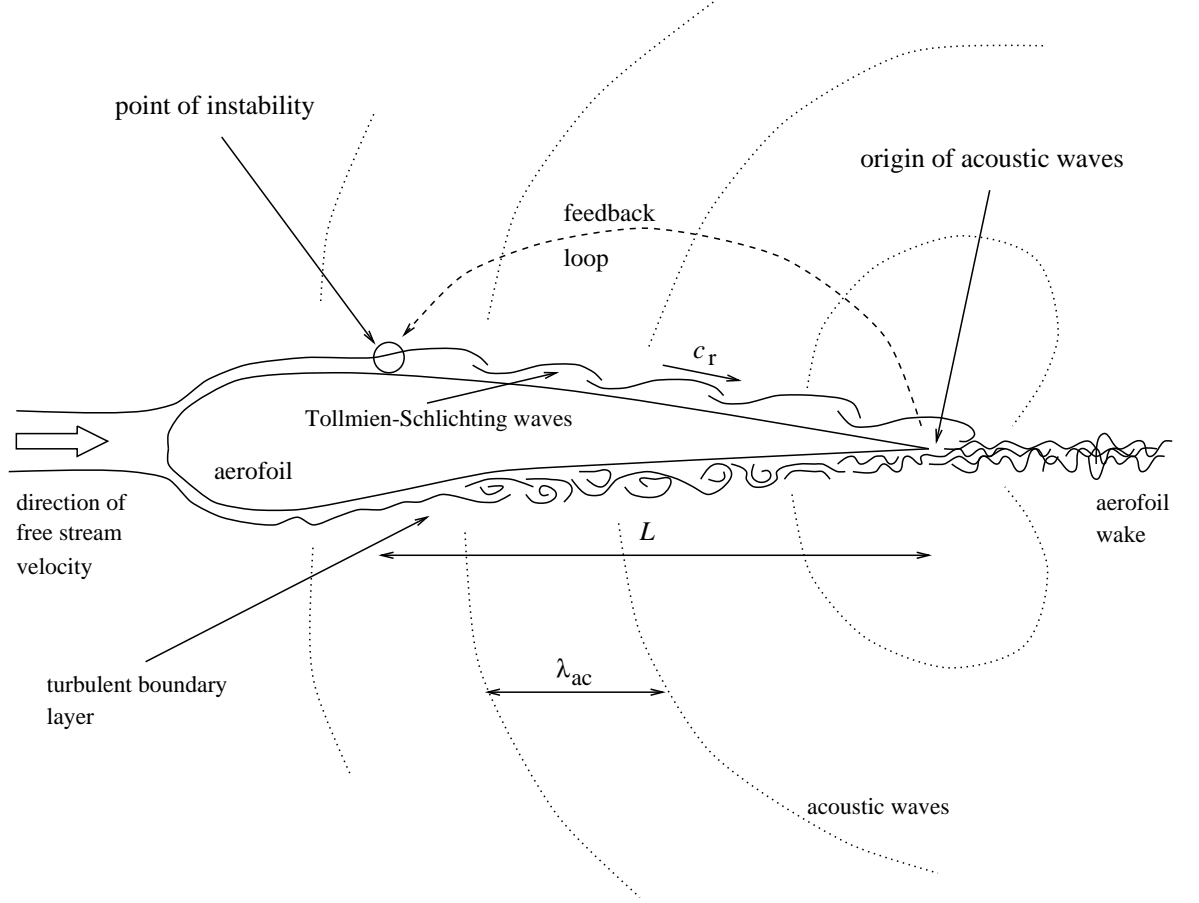 point of instability
origin of acoustic waves
feedback
loop
c r
Tollmien-Schlichting waves
aerofoil
direction of
free stream
velocity
aerofoil
wake
L
turbulent boundary
layer
λac
acoustic waves